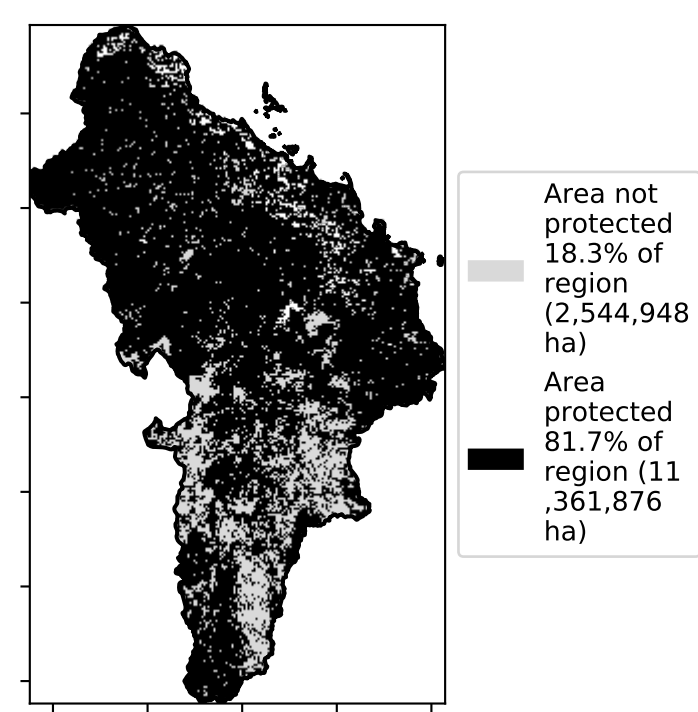 Area not
protected
18.3% of
region
(2,544,948
ha)
Area
protected
81.7% of
region (11
,361,876
ha)